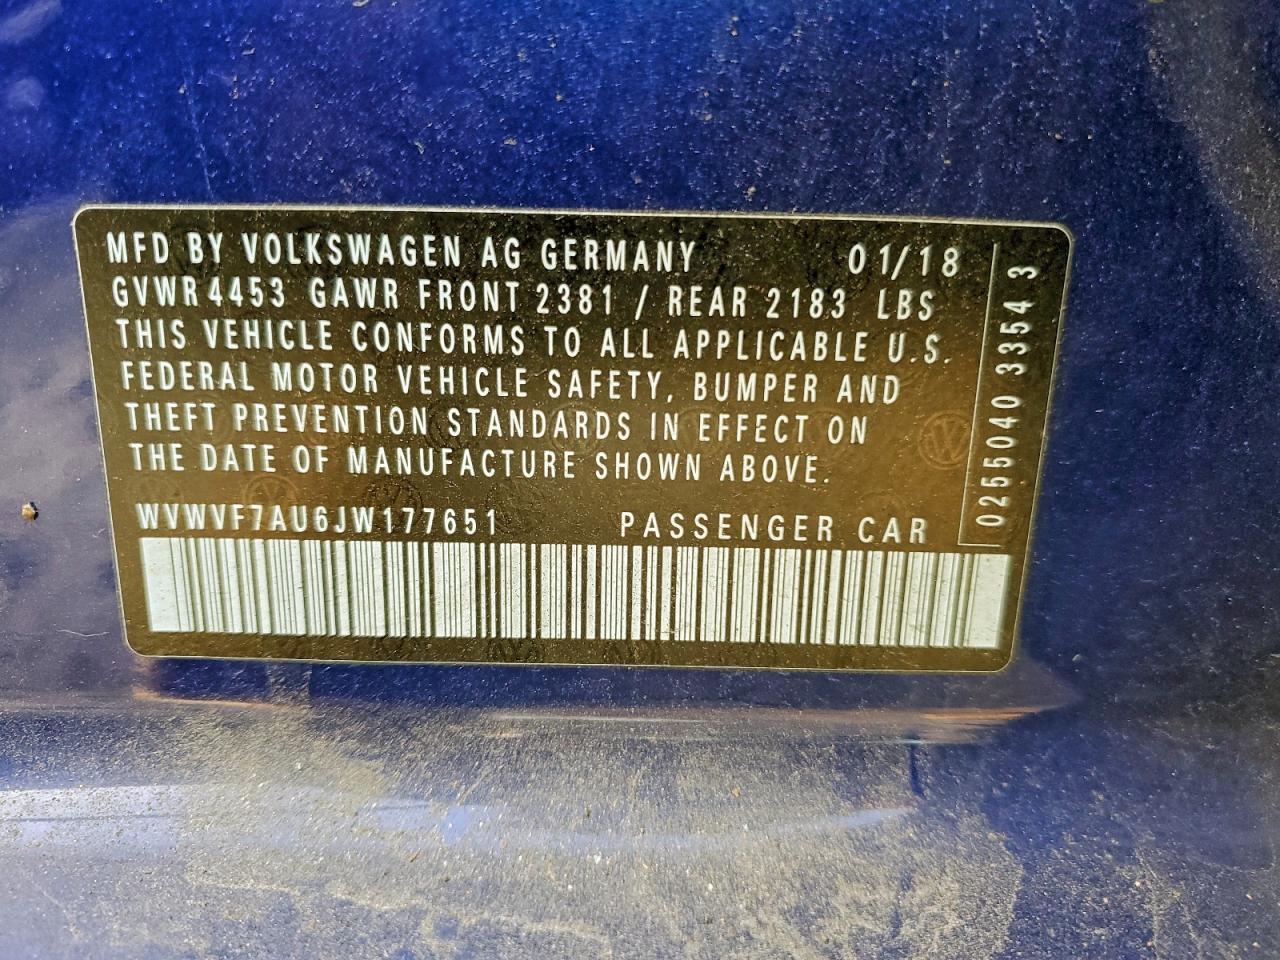 MFD BY VOLKSWAGEN AG GERMANY 01/18
GVWR 4453 GAWR FRONT 2381 / REAR 2183 LBS
THIS VEHICLE CONFORMS TO ALL APPLICABLE U.S.
FEDERAL MOTOR VEHICLE SAFETY, BUMPER AND
THEFT PREVENTION STANDARDS IN EFFECT ON
THE DATE OF MANUFACTURE SHOWN ABOVE.
WVWVF7AU6JW177651 PASSENGER CAR
0255040 3354 3